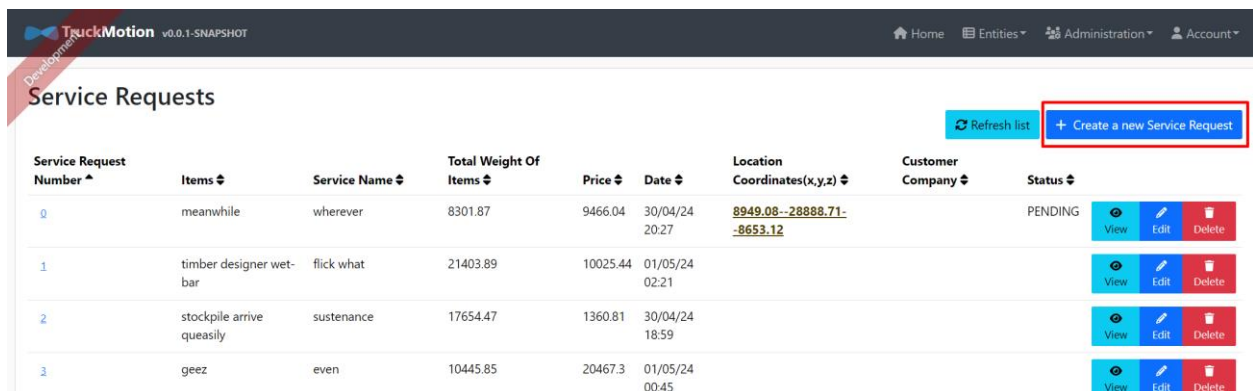 TruckMotion v0.0.1-SNAPSHOT Home Entities Administration Account
Development
Service Requests
Refresh list + Create a new Service Request
Service Request Number Items Service Name Total Weight Of Items Price Date Location Coordinates(x,y,z) Customer Company Status
0 meanwhile wherever 8301.87 9466.04 30/04/24 8949.08--28888.71- PENDING
20:27 -8653.12 View Edit Delete
1 timber designer wet- flick what 21403.89 10025.44 01/05/24
bar 02:21 View Edit Delete
2 stockpile arrive sustenance 17654.47 1360.81 30/04/24
queasily 18:59 View Edit Delete
3 geez even 10445.85 20467.3 01/05/24
00:45 View Edit Delete